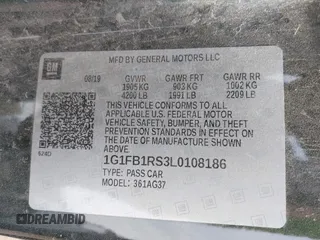 GM
MFD BY GENERAL MOTORS LLC
08/19 GVWR GAWR FRT GAWR RR
1905 KG 903 KG 1002 KG
4200 LB 1991 LB 2209 LB
THIS VEHICLE CONFORMS TO ALL
APPLICABLE U.S. FEDERAL MOTOR
VEHICLE SAFETY, BUMPER, AND THEFT
PREVENTION STANDARDS IN EFFECT
ON THE DATE OF MANUFACTURE
SHOWN ABOVE.
1G1FB1RS3L0108186
TYPE: PASS CAR
MODEL: 361AG37
DREAMBID